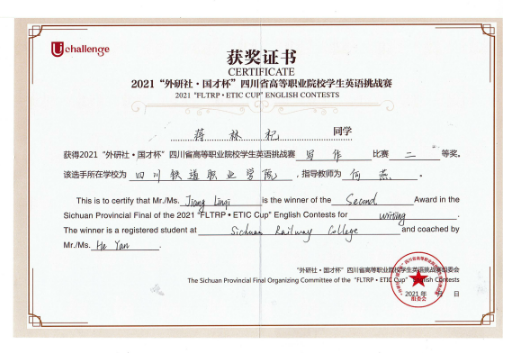 Uchallenge
获奖证书
CERTIFICATE
2021“外研社·国才杯”四川省高等职业院校学生英语挑战赛
2021 "FLTRP·ETIC CUP" ENGLISH CONTESTS
蒋林杞 同学
获得2021“外研社·国才杯”四川省高等职业院校学生英语挑战赛 写作 比赛 二 等奖。
该选手所在学校为 四川铁道职业学院 ,指导教师为 何燕 。
This is to certify that Mr./Ms. Jiang Linqi is the winner of the Second Award in the
Sichuan Provincial Final of the 2021 "FLTRP·ETIC Cup" English Contests for writing .
The winner is a registered student at Sichuan Railway College and coached by
Mr./Ms. He Yan .
“外研社·国才杯”四川省高等职业院校学生英语挑战赛组委会
The Sichuan Provincial Final Organizing Committee of the "FLTRP·ETIC Cup" English Contests
2021年 月 日